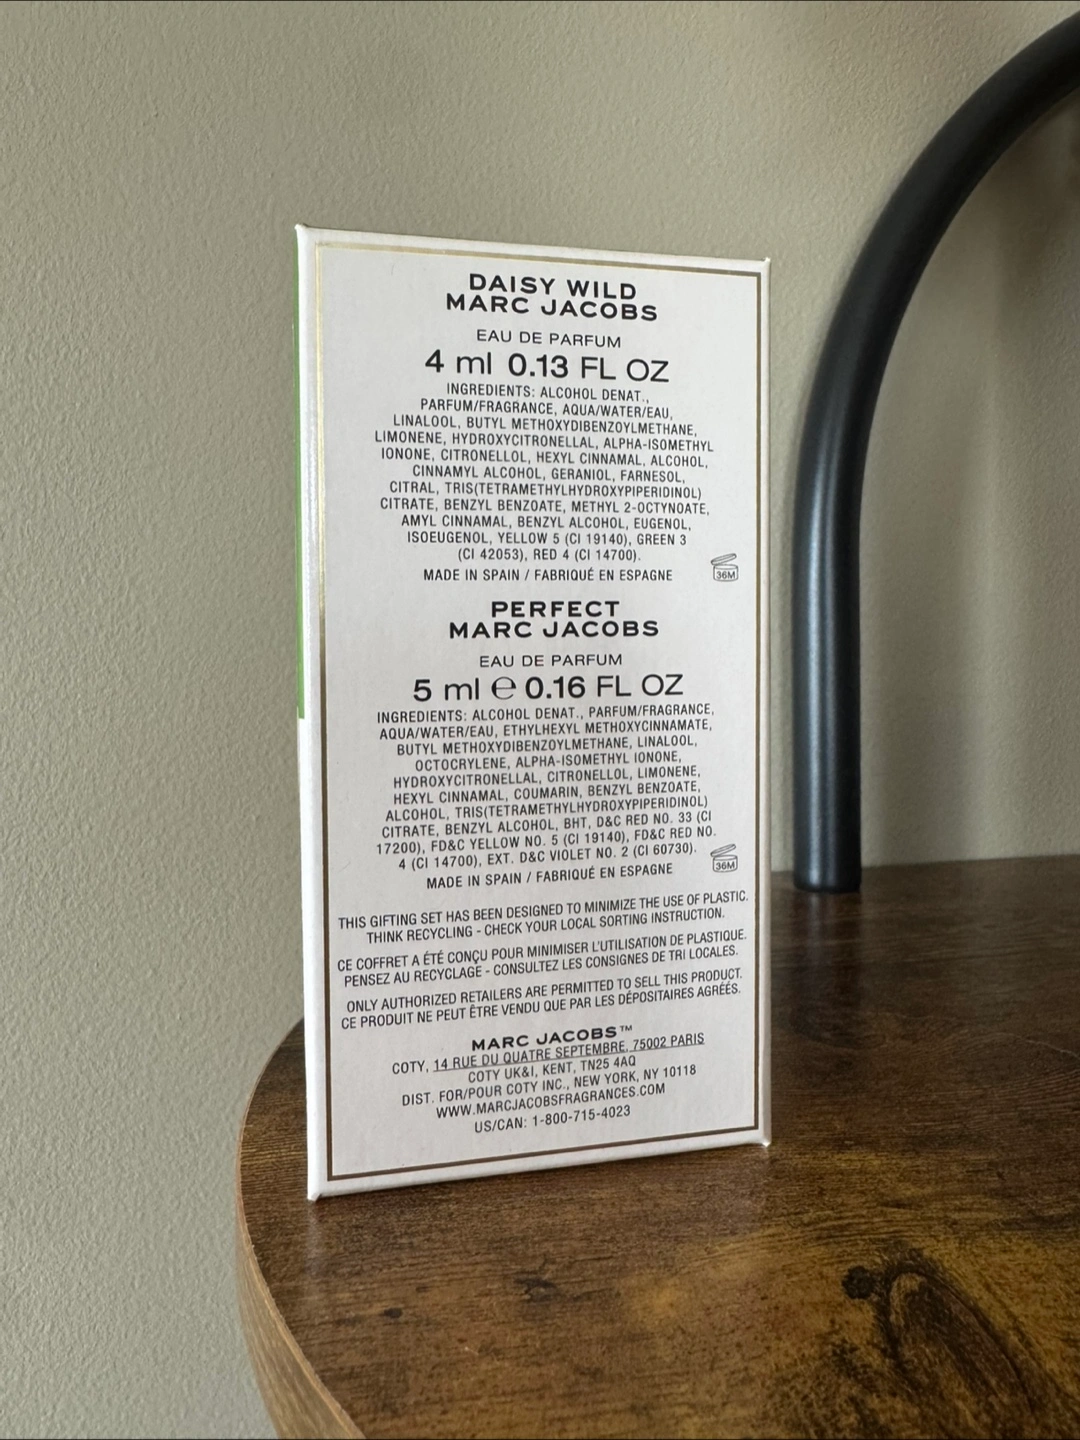 DAISY WILD
MARC JACOBS
EAU DE PARFUM
4 ml 0.13 FL OZ
INGREDIENTS: ALCOHOL DENAT.,
PARFUM/FRAGRANCE, AQUA/WATER/EAU,
LINALOOL, BUTYL METHOXYDIBENZOYLMETHANE,
LIMONENE, HYDROXYCITRONELLAL, ALPHA-ISOMETHYL
IONONE, CITRONELLOL, HEXYL CINNAMAL, ALCOHOL,
CINNAMYL ALCOHOL, GERANIOL, FARNESOL,
CITRAL, TRIS(TETRAMETHYLHYDROXYPIPERIDINOL)
CITRATE, BENZYL BENZOATE, METHYL 2-OCTYNOATE,
AMYL CINNAMAL, BENZYL ALCOHOL, EUGENOL,
ISOEUGENOL, YELLOW 5 (CI 19140), GREEN 3
(CI 42053), RED 4 (CI 14700).
MADE IN SPAIN / FABRIQUÉ EN ESPAGNE
36M
PERFECT
MARC JACOBS
EAU DE PARFUM
5 ml ℮ 0.16 FL OZ
INGREDIENTS: ALCOHOL DENAT., PARFUM/FRAGRANCE,
AQUA/WATER/EAU, ETHYLHEXYL METHOXYCINNAMATE,
BUTYL METHOXYDIBENZOYLMETHANE, LINALOOL,
OCTOCRYLENE, ALPHA-ISOMETHYL IONONE,
HYDROXYCITRONELLAL, CITRONELLOL, LIMONENE,
HEXYL CINNAMAL, COUMARIN, BENZYL BENZOATE,
ALCOHOL, TRIS(TETRAMETHYLHYDROXYPIPERIDINOL)
CITRATE, BENZYL ALCOHOL, BHT, D&C RED NO. 33 (CI
17200), FD&C YELLOW NO. 5 (CI 19140), FD&C RED NO.
4 (CI 14700), EXT. D&C VIOLET NO. 2 (CI 60730).
MADE IN SPAIN / FABRIQUÉ EN ESPAGNE
36M
THIS GIFTING SET HAS BEEN DESIGNED TO MINIMIZE THE USE OF PLASTIC.
THINK RECYCLING - CHECK YOUR LOCAL SORTING INSTRUCTION.
CE COFFRET A ÉTÉ CONÇU POUR MINIMISER L'UTILISATION DE PLASTIQUE.
PENSEZ AU RECYCLAGE - CONSULTEZ LES CONSIGNES DE TRI LOCALES.
ONLY AUTHORIZED RETAILERS ARE PERMITTED TO SELL THIS PRODUCT.
CE PRODUIT NE PEUT ÊTRE VENDU QUE PAR LES DÉPOSITAIRES AGRÉÉS.
MARC JACOBS™
COTY, 14 RUE DU QUATRE SEPTEMBRE, 75002 PARIS
COTY UK&I, KENT, TN25 4AQ
DIST. FOR/POUR COTY INC., NEW YORK, NY 10118
WWW.MARCJACOBSFRAGRANCES.COM
US/CAN: 1-800-715-4023